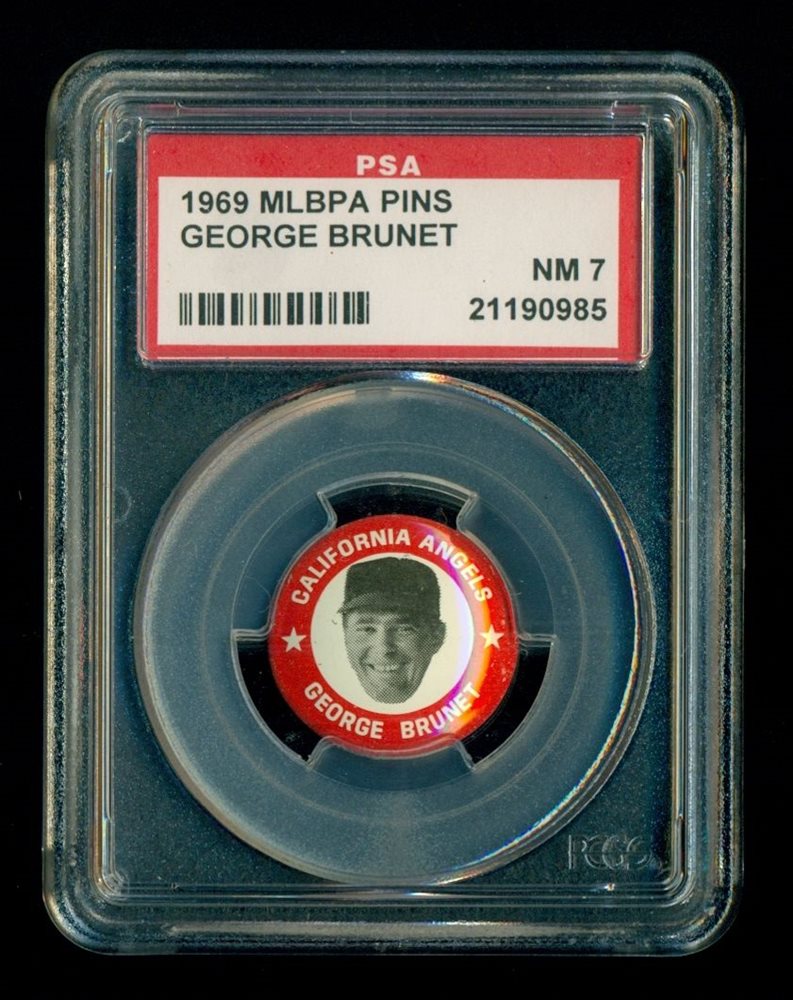 PSA
1969 MLBPA PINS
GEORGE BRUNET
NM 7
21190985
CALIFORNIA ANGELS
GEORGE BRUNET
PCGS